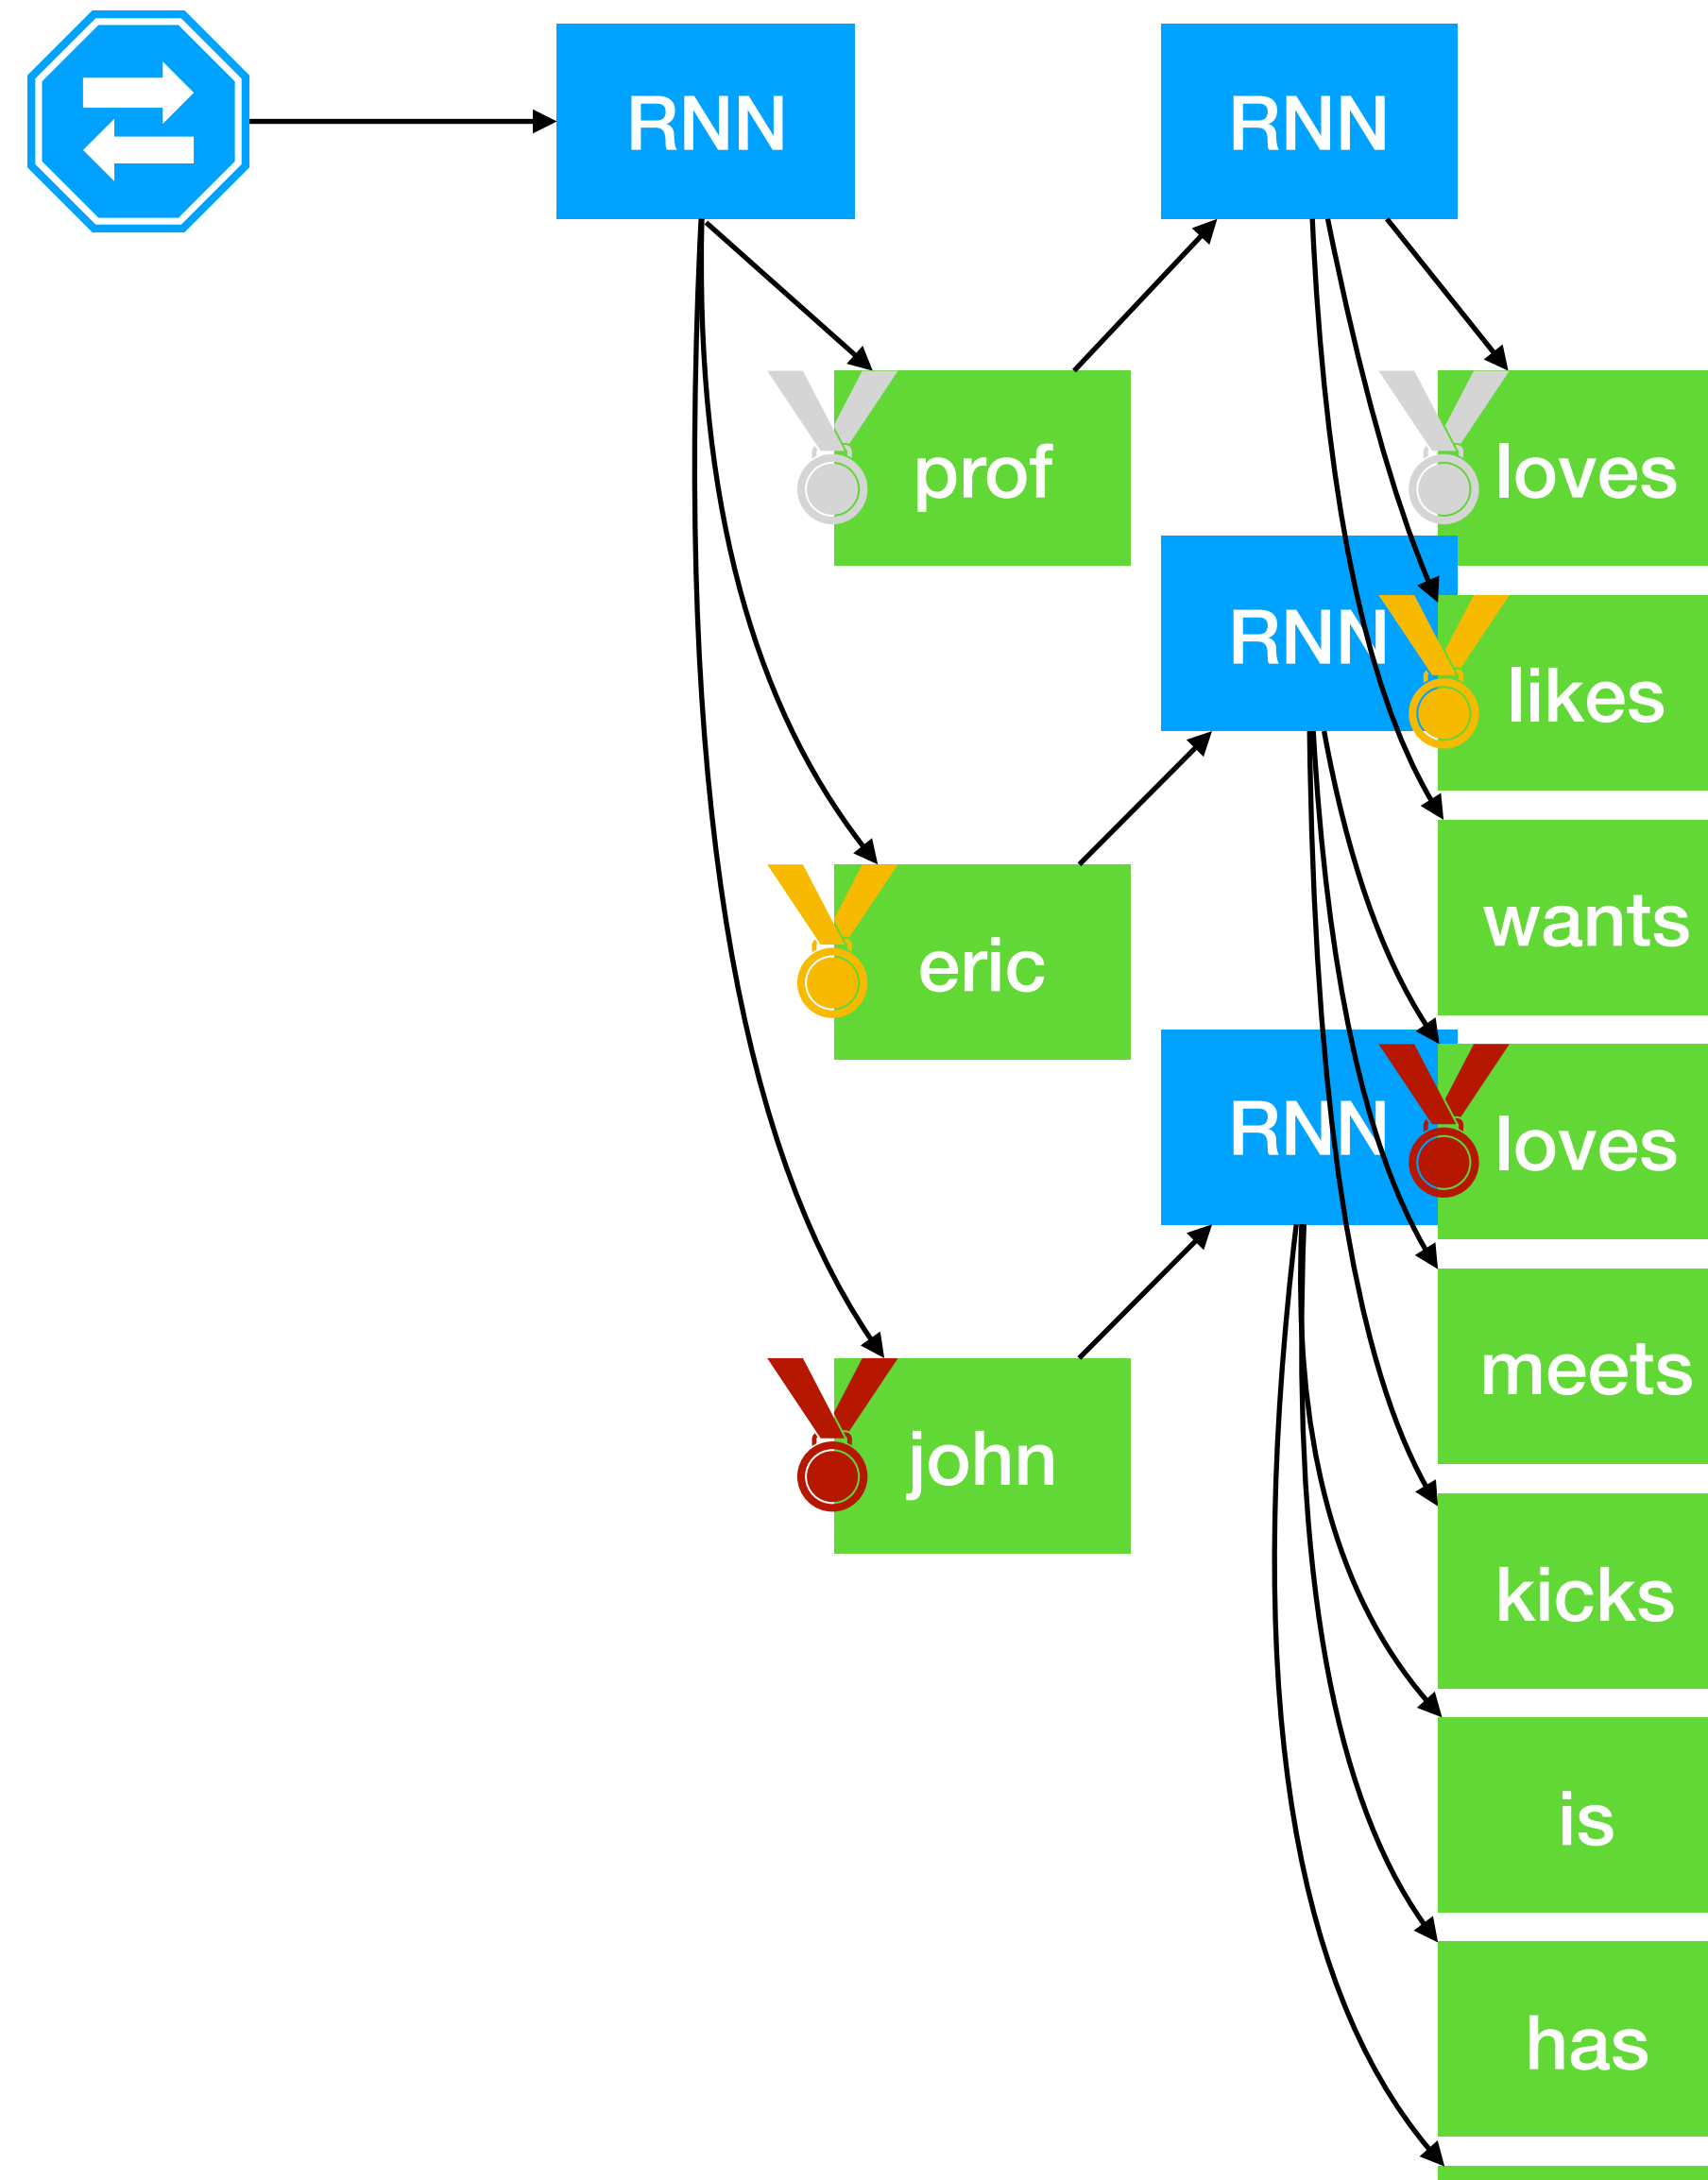 RNN
RNN
prof
loves
RNN
likes
eric
wants
RNN
loves
meets
john
kicks
is
has